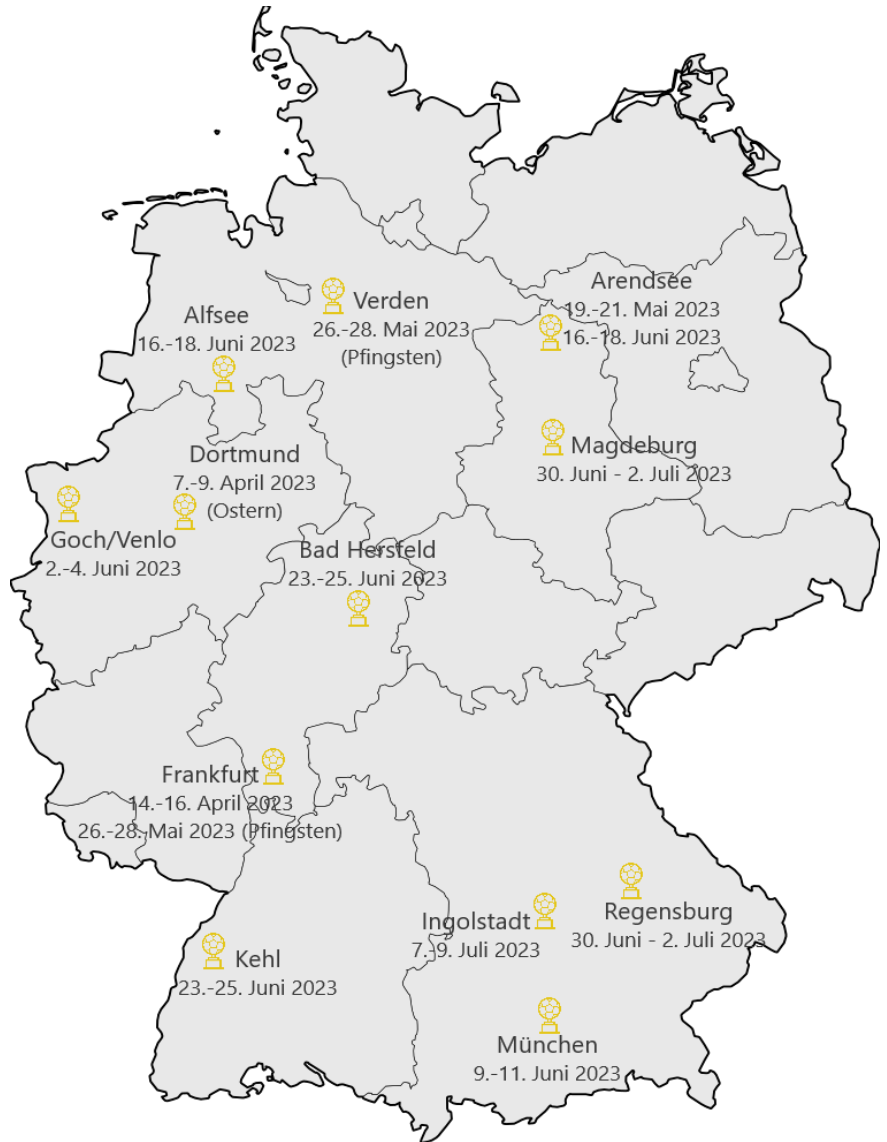 Arendsee
19.-21. Mai 2023
16.-18. Juni 2023
Verden
26.-28. Mai 2023
(Pfingsten)
Alfsee
16.-18. Juni 2023
Magdeburg
30. Juni - 2. Juli 2023
Dortmund
7.-9. April 2023
(Ostern)
Goch/Venlo
2.-4. Juni 2023
Bad Hersfeld
23.-25. Juni 2023
Frankfurt
14.-16. April 2023
26.-28. Mai 2023 (Pfingsten)
Ingolstadt
7.-9. Juli 2023
Regensburg
30. Juni - 2. Juli 2023
Kehl
23.-25. Juni 2023
München
9.-11. Juni 2023